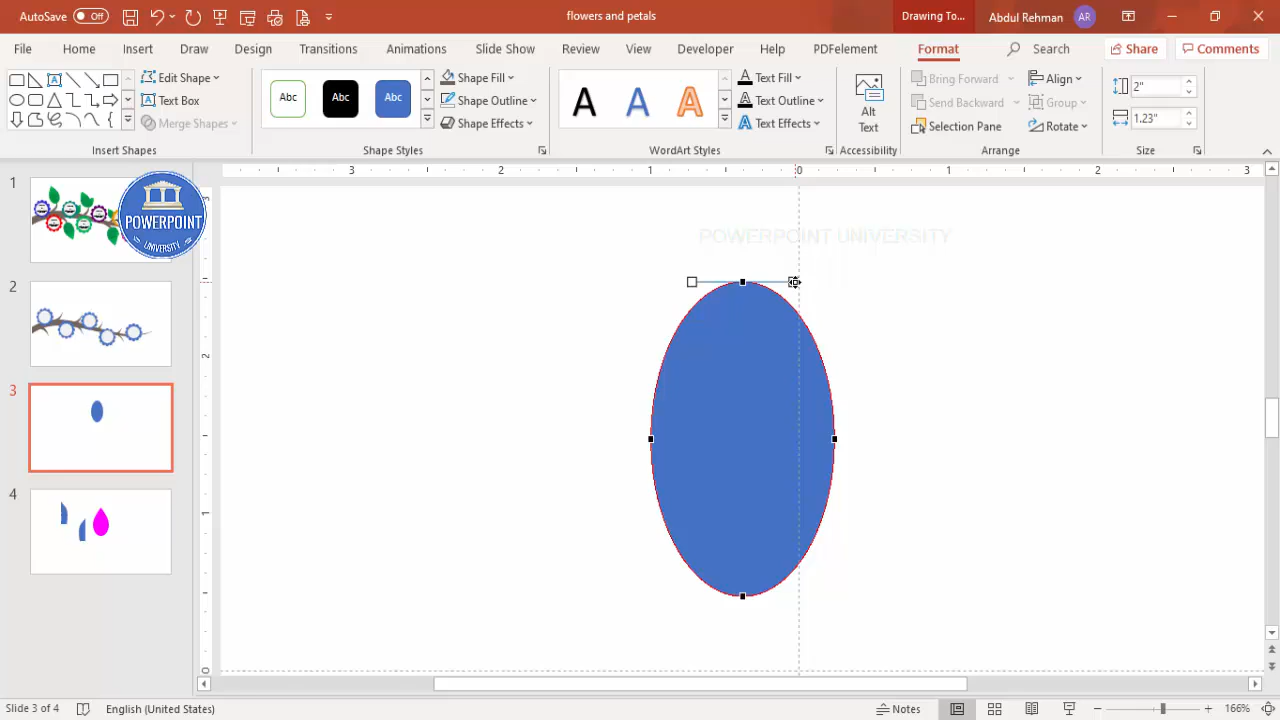 AutoSave Off flowers and petals Drawing To... Abdul Rehman AR
File Home Insert Draw Design Transitions Animations Slide Show Review View Developer Help PDFelement Format Search Share Comments
Edit Shape
Text Box
Merge Shapes
Insert Shapes
Abc Abc Abc
Shape Fill
Shape Outline
Shape Effects
Shape Styles
A A A
Text Fill
Text Outline
Text Effects
WordArt Styles
Alt
Text
Accessibility
Bring Forward
Send Backward
Selection Pane
Align
Group
Rotate
Arrange
2"
1.23"
Size
3 2 1 0 1 2 3
1
2
3
4
POWERPOINT
UNIVERSITY
POWERPOINT UNIVERSITY
3
2
1
0
Slide 3 of 4 English (United States) Notes 166%